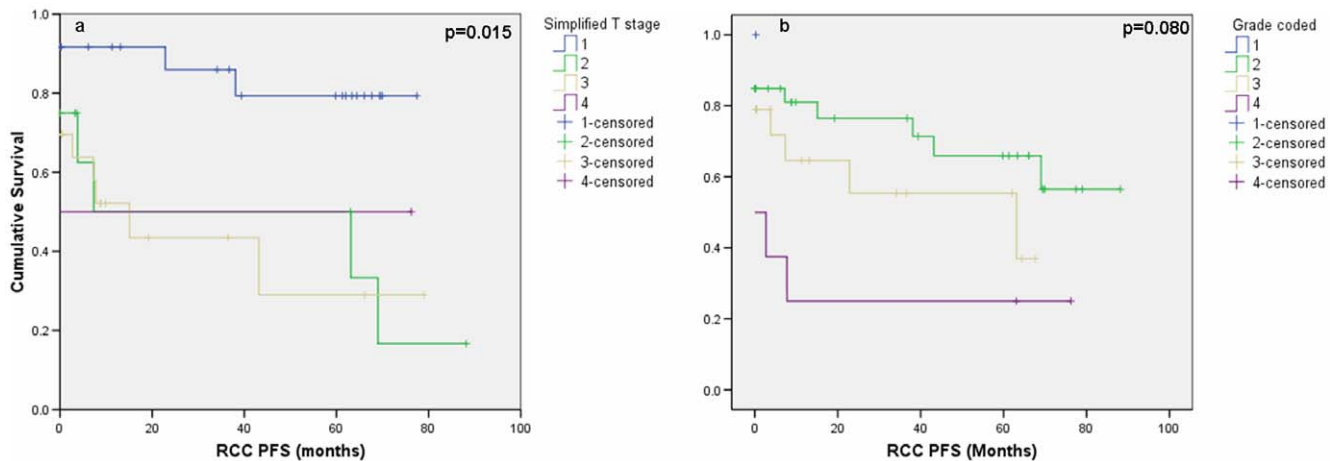 a
p=0.015
Simplified T stage
1
2
3
4
1-censored
2-censored
3-censored
4-censored
1.0
0.8
0.6
0.4
0.2
0.0
Cumulative Survival
0 20 40 60 80 100
RCC PFS (months)
b
p=0.080
Grade coded
1
2
3
4
1-censored
2-censored
3-censored
4-censored
1.0
0.8
0.6
0.4
0.2
0.0
0 20 40 60 80 100
RCC PFS (Months)